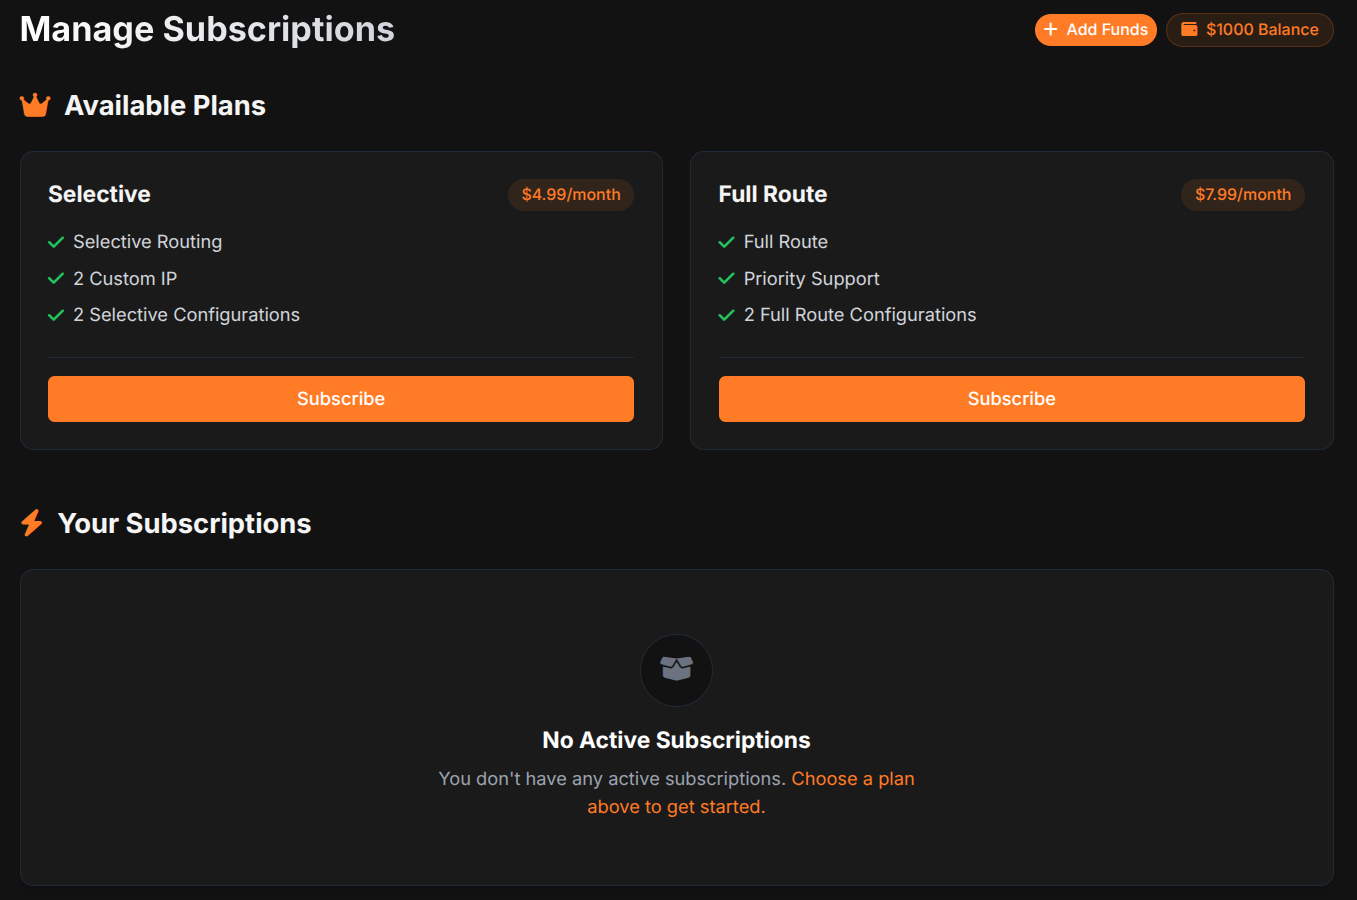 Manage Subscriptions
Add Funds
$1000 Balance
Available Plans
Selective
$4.99/month
Selective Routing
2 Custom IP
2 Selective Configurations
Subscribe
Full Route
$7.99/month
Full Route
Priority Support
2 Full Route Configurations
Subscribe
Your Subscriptions
No Active Subscriptions
You don't have any active subscriptions. Choose a plan
above to get started.